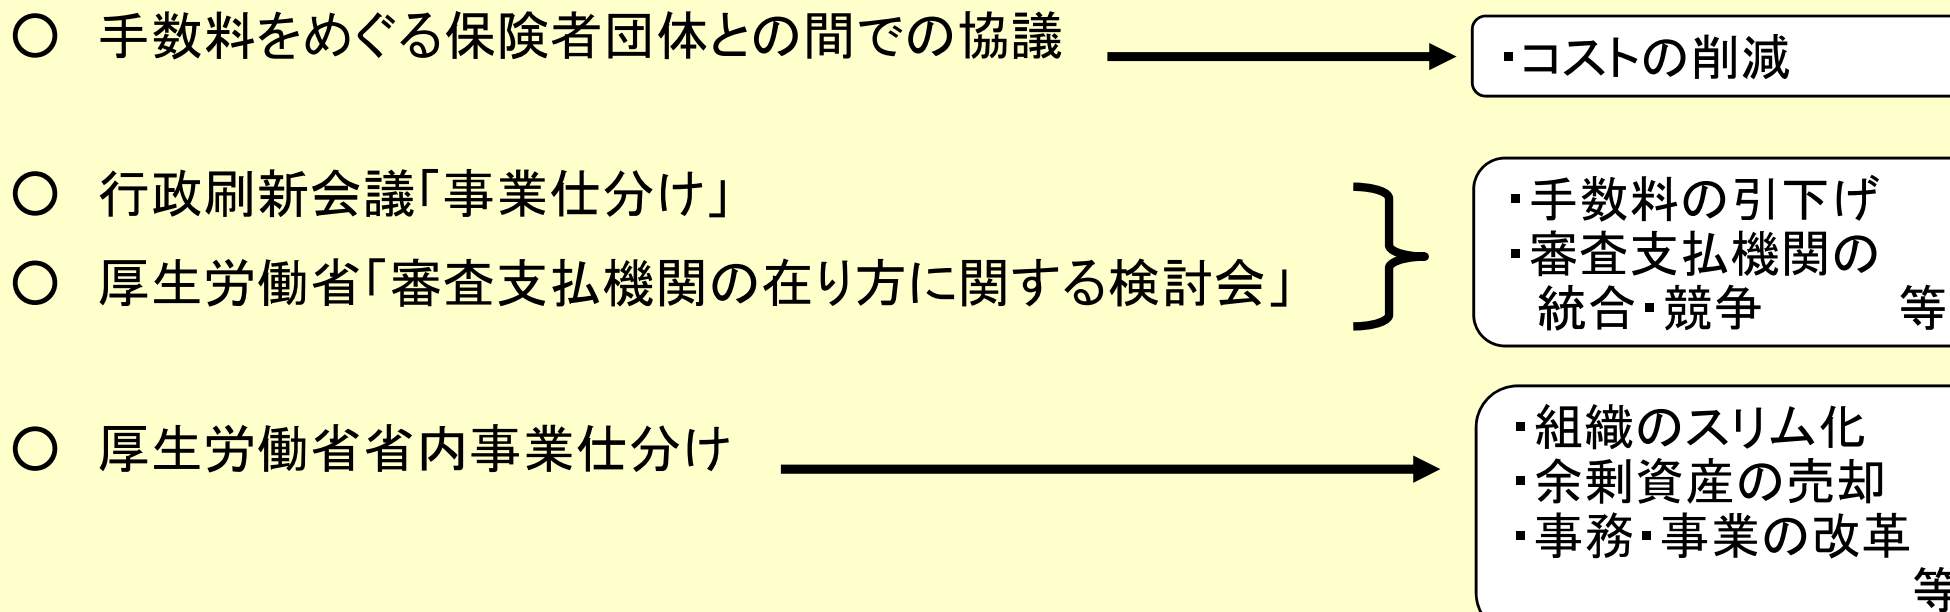 ○ 手数料をめぐる保険者団体との間での協議
・コストの削減
○ 行政刷新会議「事業仕分け」
○ 厚生労働省「審査支払機関の在り方に関する検討会」
・手数料の引下げ
・審査支払機関の
統合・競争 等
○ 厚生労働省省内事業仕分け
・組織のスリム化
・余剰資産の売却
・事務・事業の改革
等